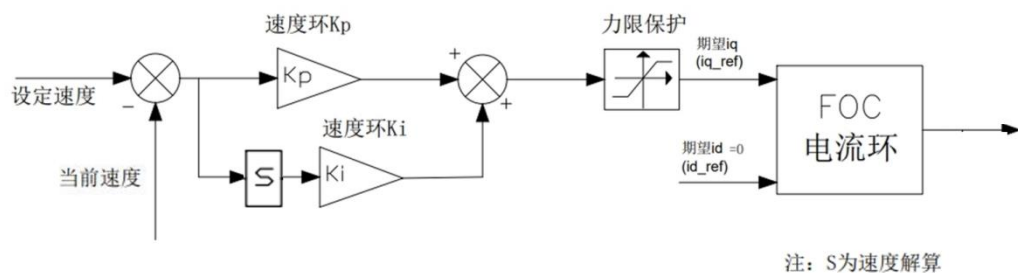 速度环Kp
力限保护
期望iq
(iq_ref)
+
Kp
设定速度
-
+
FOC
电流环
速度环Ki
期望id =0
(id_ref)
S
Ki
当前速度
注：S为速度解算